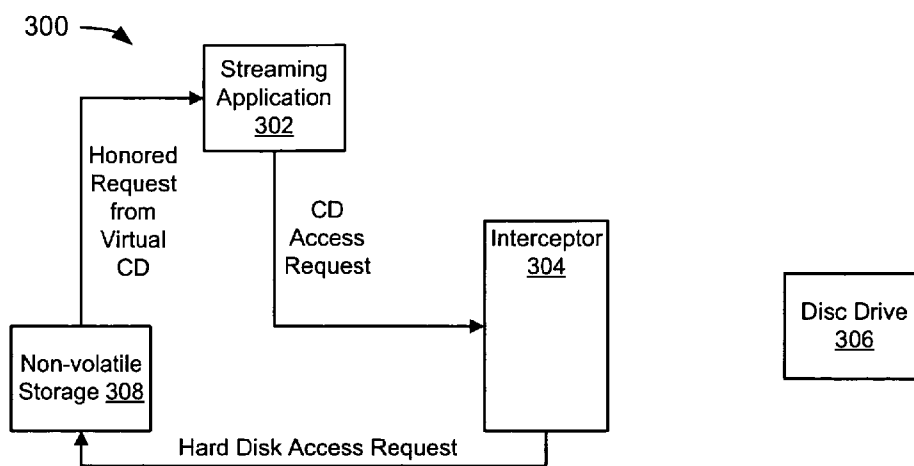 300
Streaming
Application
302
Honored
Request
from
Virtual
CD
CD
Access
Request
Interceptor
304
Disc Drive
306
Non-volatile
Storage 308
Hard Disk Access Request